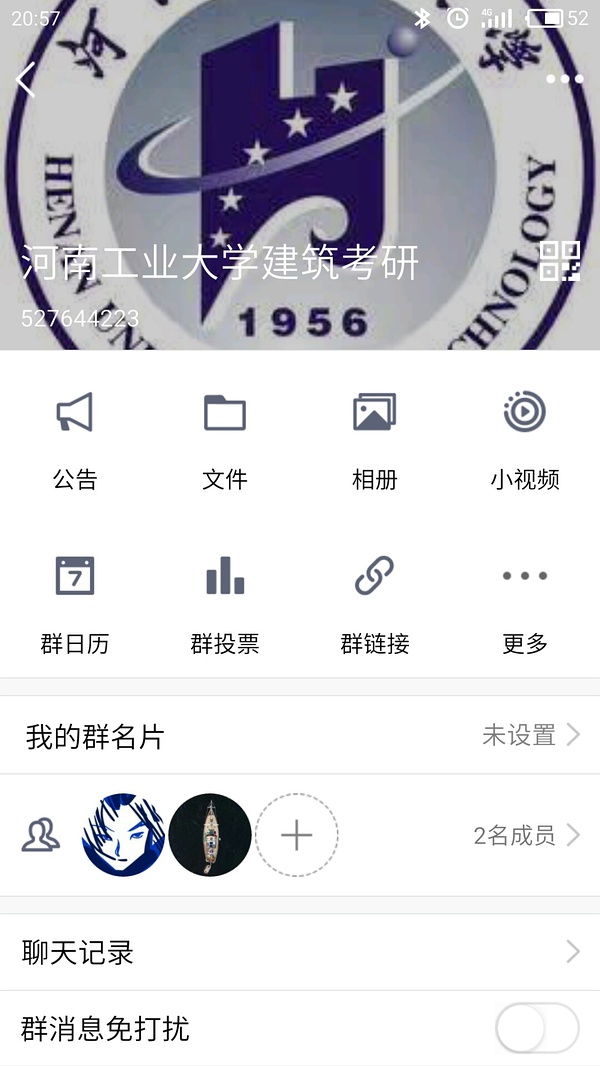 20:57
4G
52
河
HENAN UNI
CHNOLOGY
河南工业大学建筑考研
527644223
1956
公告
文件
相册
小视频
7
群日历
群投票
群链接
更多
我的群名片
未设置
2名成员
聊天记录
群消息免打扰